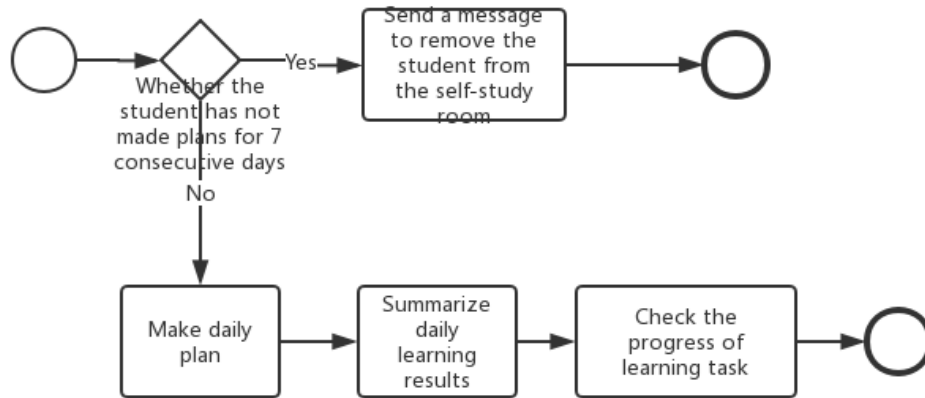 Send a message
to remove the
student from
the self-study
room
Yes
Whether the
student has not
made plans for 7
consecutive days
No
Make daily
plan
Summarize
daily
learning
results
Check the
progress of
learning task